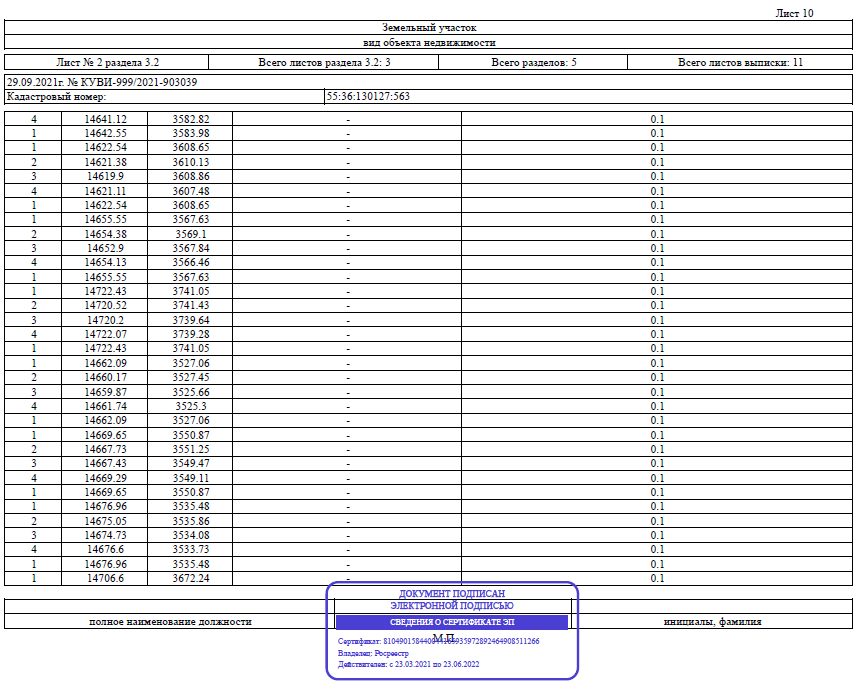 Лист 10
Земельный участок
вид объекта недвижимости
Лист № 2 раздела 3.2 Всего листов раздела 3.2: 3 Всего разделов: 5 Всего листов выписки: 11
29.09.2021г. № КУВИ-999/2021-903039
Кадастровый номер: 55:36:130127:563
4 14641.12 3582.82 - 0.1
1 14642.55 3583.98 - 0.1
1 14622.54 3608.65 - 0.1
2 14621.38 3610.13 - 0.1
3 14619.9 3608.86 - 0.1
4 14621.11 3607.48 - 0.1
1 14622.54 3608.65 - 0.1
1 14655.55 3567.63 - 0.1
2 14654.38 3569.1 - 0.1
3 14652.9 3567.84 - 0.1
4 14654.13 3566.46 - 0.1
1 14655.55 3567.63 - 0.1
1 14722.43 3741.05 - 0.1
2 14720.52 3741.43 - 0.1
3 14720.2 3739.64 - 0.1
4 14722.07 3739.28 - 0.1
1 14722.43 3741.05 - 0.1
1 14662.09 3527.06 - 0.1
2 14660.17 3527.45 - 0.1
3 14659.87 3525.66 - 0.1
4 14661.74 3525.3 - 0.1
1 14662.09 3527.06 - 0.1
1 14669.65 3550.87 - 0.1
2 14667.73 3551.25 - 0.1
3 14667.43 3549.47 - 0.1
4 14669.29 3549.11 - 0.1
1 14669.65 3550.87 - 0.1
1 14676.96 3535.48 - 0.1
2 14675.05 3535.86 - 0.1
3 14674.73 3534.08 - 0.1
4 14676.6 3533.73 - 0.1
1 14676.96 3535.48 - 0.1
1 14706.6 3672.24 - 0.1
ДОКУМЕНТ ПОДПИСАН
ЭЛЕКТРОННОЙ ПОДПИСЬЮ
полное наименование должности СВЕДЕНИЯ О СЕРТИФИКАТЕ ЭП инициалы, фамилия
М.П.
Сертификат:
Владелец: Росреестр
Действителен: с 23.03.2021 по 23.06.2022